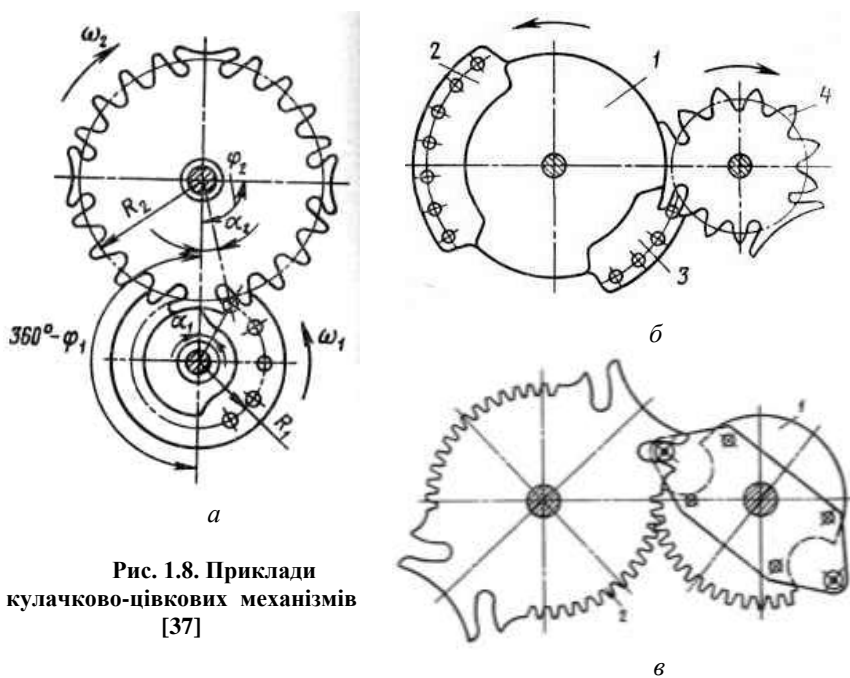 ω₂
φ₂
R₂
α₂
360°-φ₁
α₁
ω₁
R₁
а
2
1
4
3
б
1
2
в
Рис. 1.8. Приклади
кулачково-цівкових механізмів
[37]